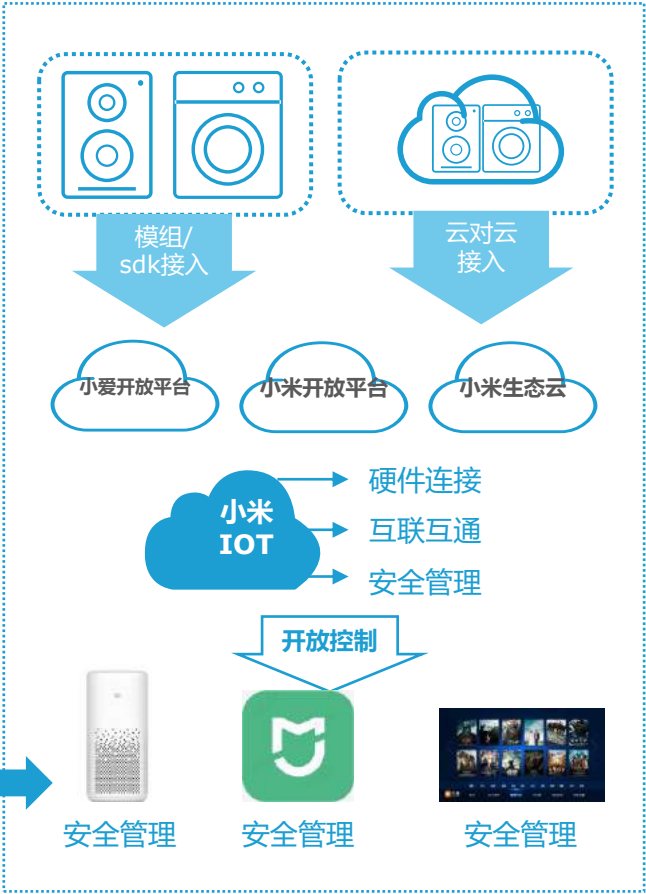 模组/
sdk接入
云对云
接入
小爱开放平台
小米开放平台
小米生态云
小米
IOT
硬件连接
互联互通
安全管理
开放控制
安全管理
安全管理
安全管理